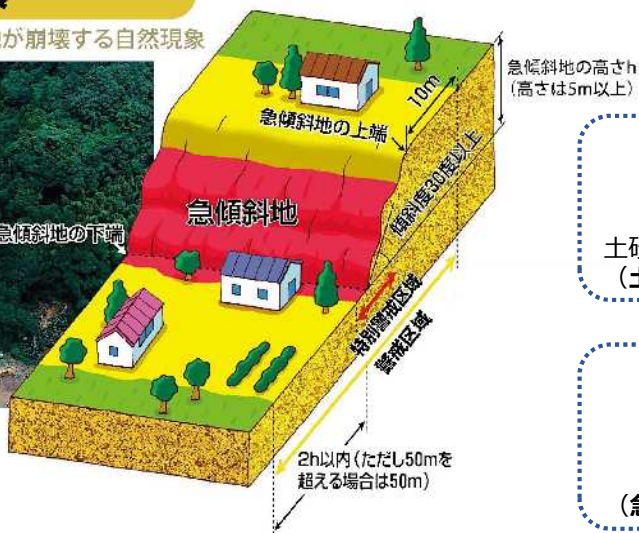 が崩壊する自然現象
急傾斜地の高さh
(高さは5m以上)
10m
急傾斜地の上端
傾斜度30度以上
急傾斜地
急傾斜地の下端
特別警戒区域
警戒区域
2h以内(ただし50mを
超える場合は50m)
土砂
(土
(急